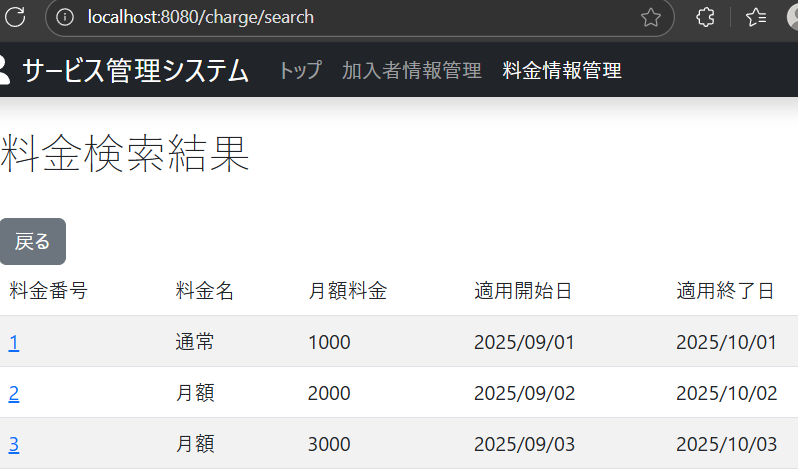 localhost:8080/charge/search
サービス管理システム トップ 加入者情報管理 料金情報管理
料金検索結果
戻る
料金番号 料金名 月額料金 適用開始日 適用終了日
1 通常 1000 2025/09/01 2025/10/01
2 月額 2000 2025/09/02 2025/10/02
3 月額 3000 2025/09/03 2025/10/03